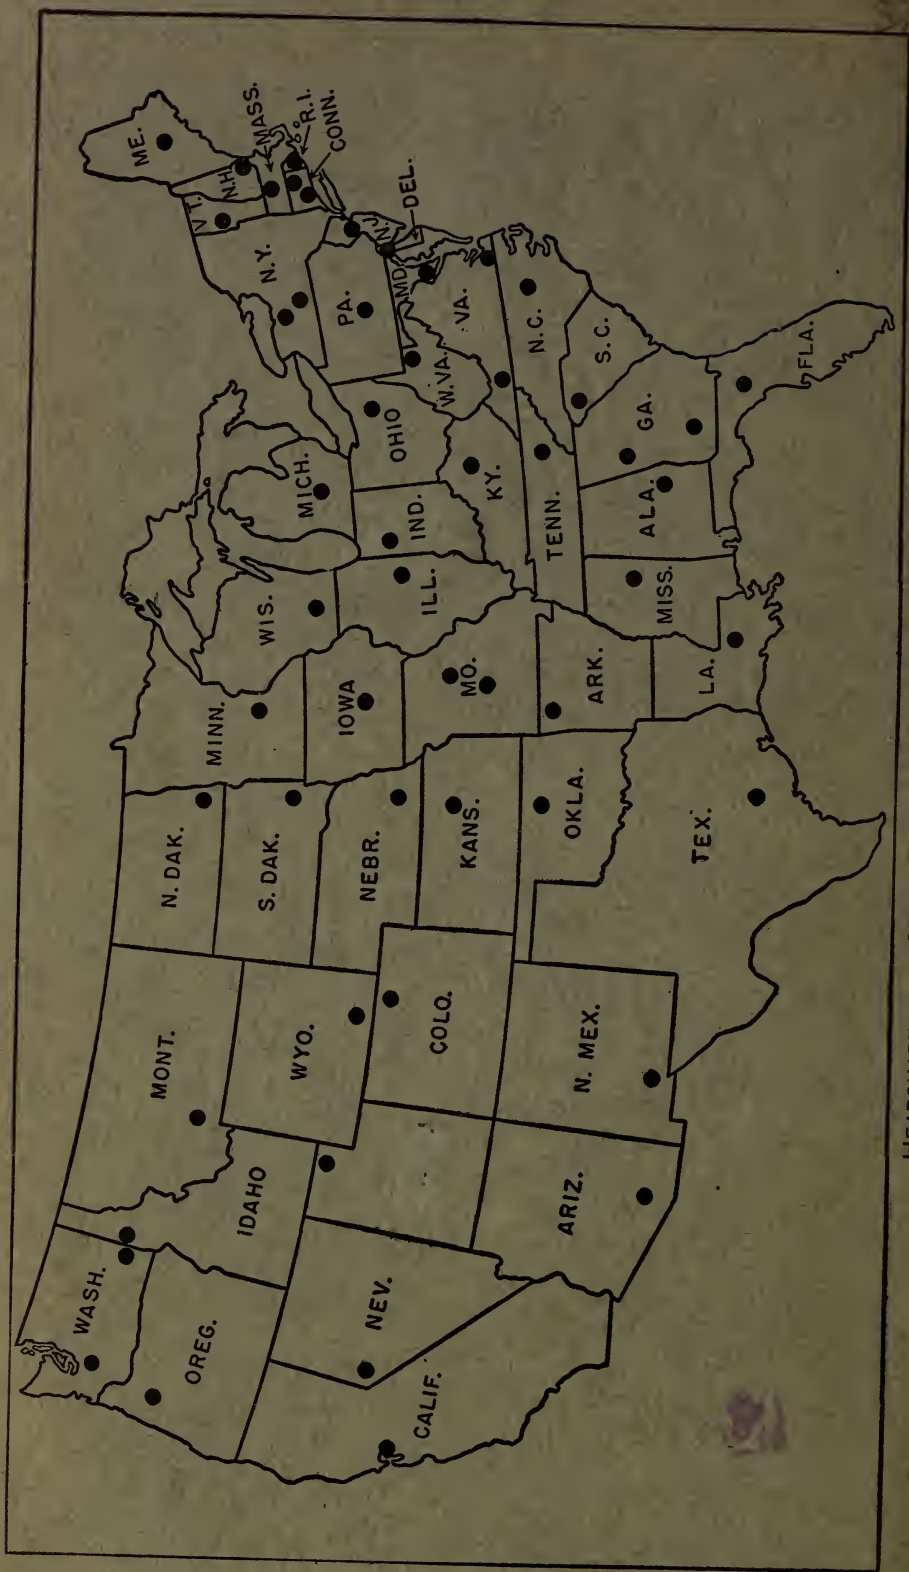 WASH.
OREG.
CALIF.
NEV.
IDAHO
ARIZ.
MONT.
WYO.
COLO.
N. MEX.
N. DAK.
S. DAK.
NEBR.
KANS.
OKLA.
TEX.
MINN.
IOWA
MO.
ARK.
LA.
WIS.
ILL.
MISS.
MICH.
IND.
OHIO
KY.
TENN.
ALA.
GA.
FLA.
S.C.
N.C.
VA.
W.VA.
MD.
DEL.
PA.
N.J.
N.Y.
VT.
N.H.
ME.
MASS.
R.I.
CONN.